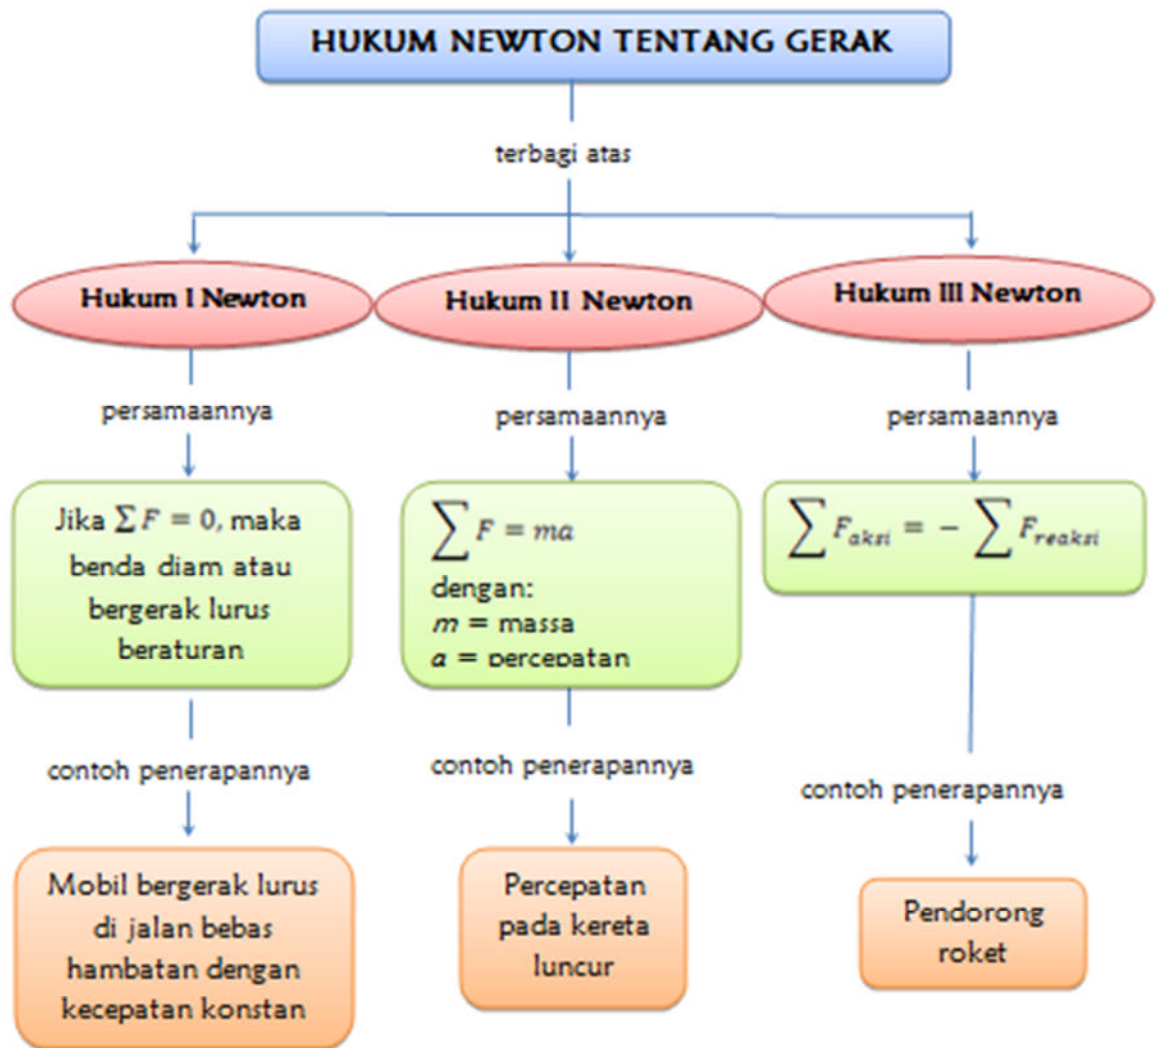 HUKUM NEWTON TENTANG GERAK
terbagi atas
Hukum I Newton
Hukum II Newton
Hukum III Newton
persamaannya
persamaannya
persamaannya
Jika ∑ F = 0, maka
benda diam atau
bergerak lurus
beraturan
∑ F = ma
dengan:
m = massa
a = percepatan
∑ F_aksi = − ∑ F_reaksi
contoh penerapannya
contoh penerapannya
contoh penerapannya
Mobil bergerak lurus
di jalan bebas
hambatan dengan
kecepatan konstan
Percepatan
pada kereta
luncur
Pendorong
roket